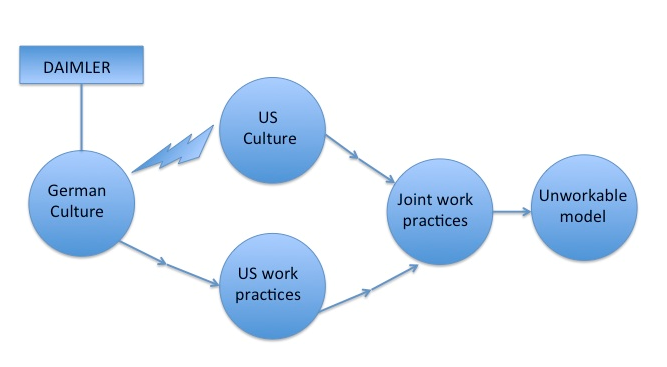 DAIMLER
US
Culture
German
Culture
Joint work
practices
Unworkable
model
US work
practices